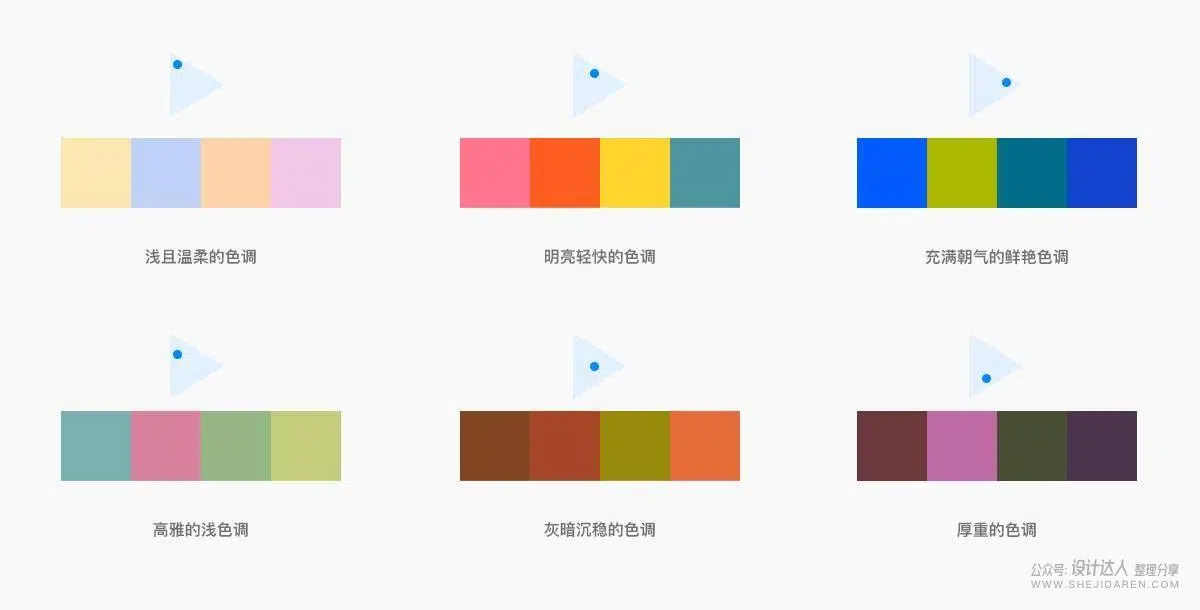 浅且温柔的色调
明亮轻快的色调
充满朝气的鲜艳色调
高雅的浅色调
灰暗沉稳的色调
厚重的色调
公众号: 设计达人 整理分享
WWW.SHEJIDAREN.COM